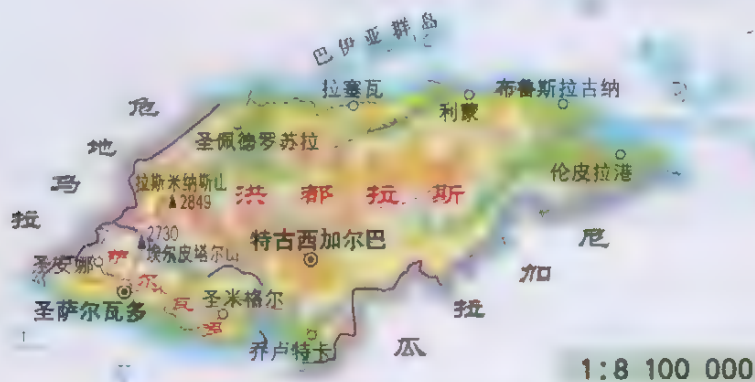 巴伊亚群岛
拉塞瓦
布鲁斯拉古纳
利蒙
危地马拉
圣佩德罗苏拉
伦皮拉港
拉斯米纳斯山
2849
洪都拉斯
2730
埃尔皮塔尔山
特古西加尔巴
圣安娜
萨尔瓦多
圣萨尔瓦多
圣米格尔
尼加拉瓜
乔卢特卡
1:8 100 000